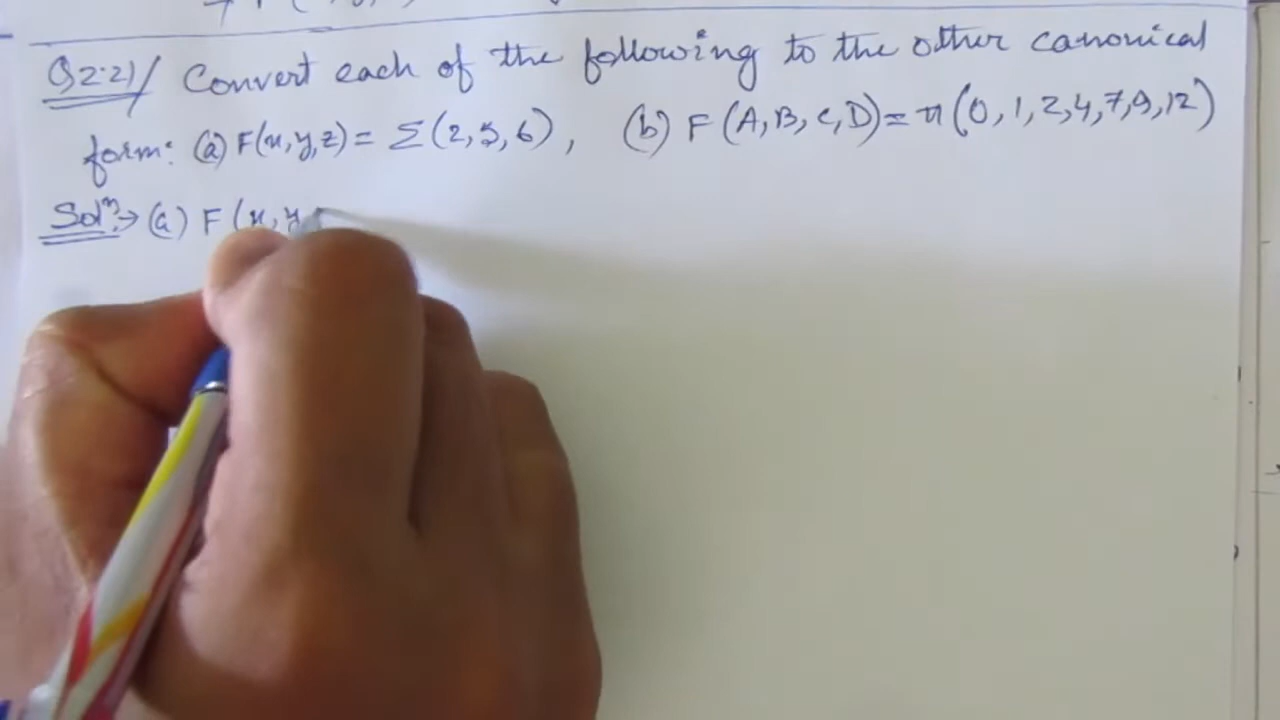 Q2.21/ Convert each of the following to the other canonical
form: (a) F(x,y,z) = Σ(2,5,6), (b) F(A,B,C,D) = π(0,1,2,4,7,9,12)
Solⁿ:→ (a) F(x,y